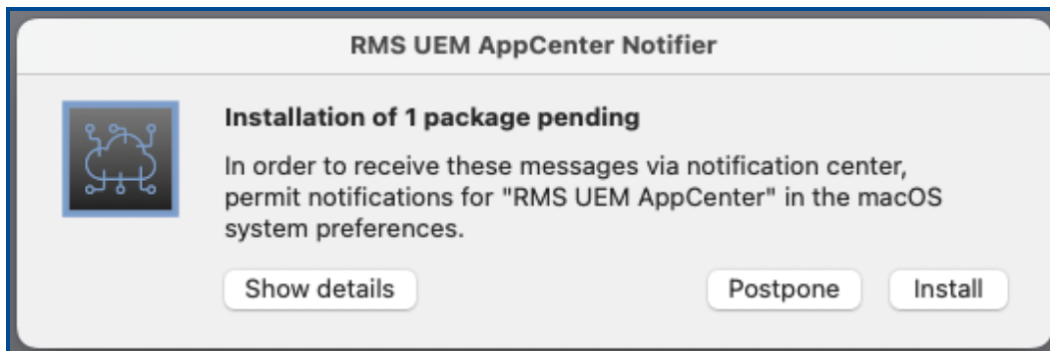 RMS UEM AppCenter Notifier
Installation of 1 package pending
In order to receive these messages via notification center,
permit notifications for "RMS UEM AppCenter" in the macOS
system preferences.
Show details
Postpone
Install